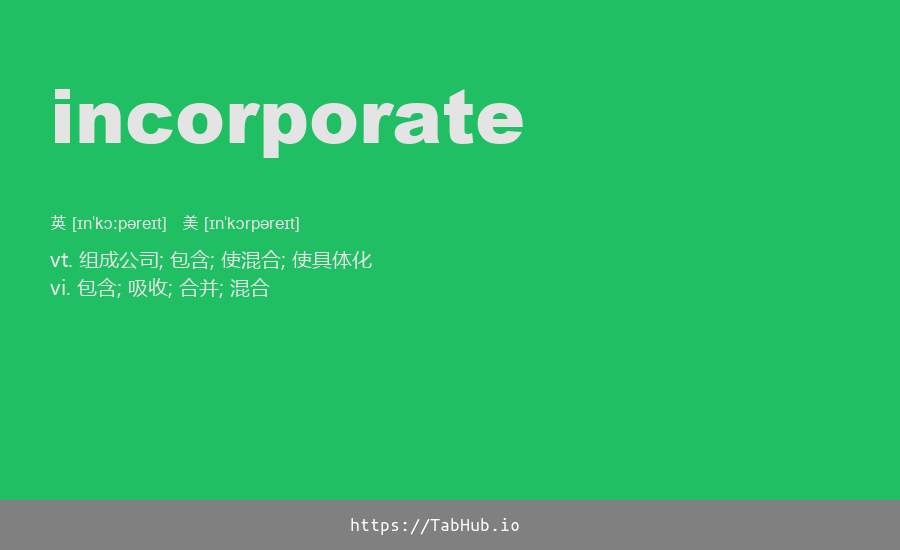 incorporate
英 [ɪn'kɔ:pəreɪt] 美 [ɪn'kɔrpəreɪt]
vt. 组成公司; 包含; 使混合; 使具体化
vi. 包含; 吸收; 合并; 混合
https://TabHub.io